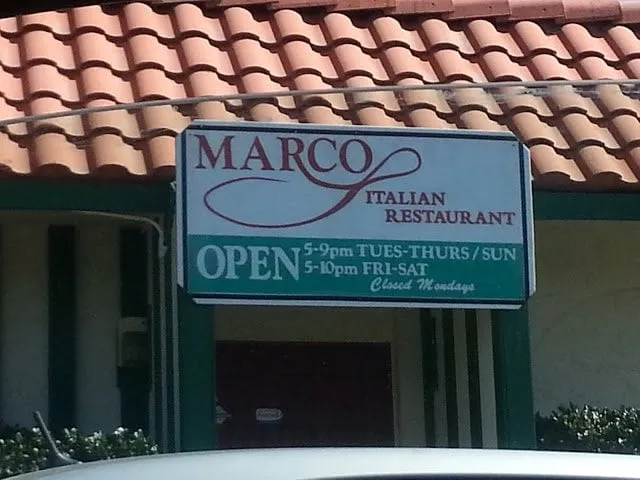 MARCO
ITALIAN
RESTAURANT
OPEN
5-9pm TUES-THURS / SUN
5-10pm FRI-SAT
Closed Mondays